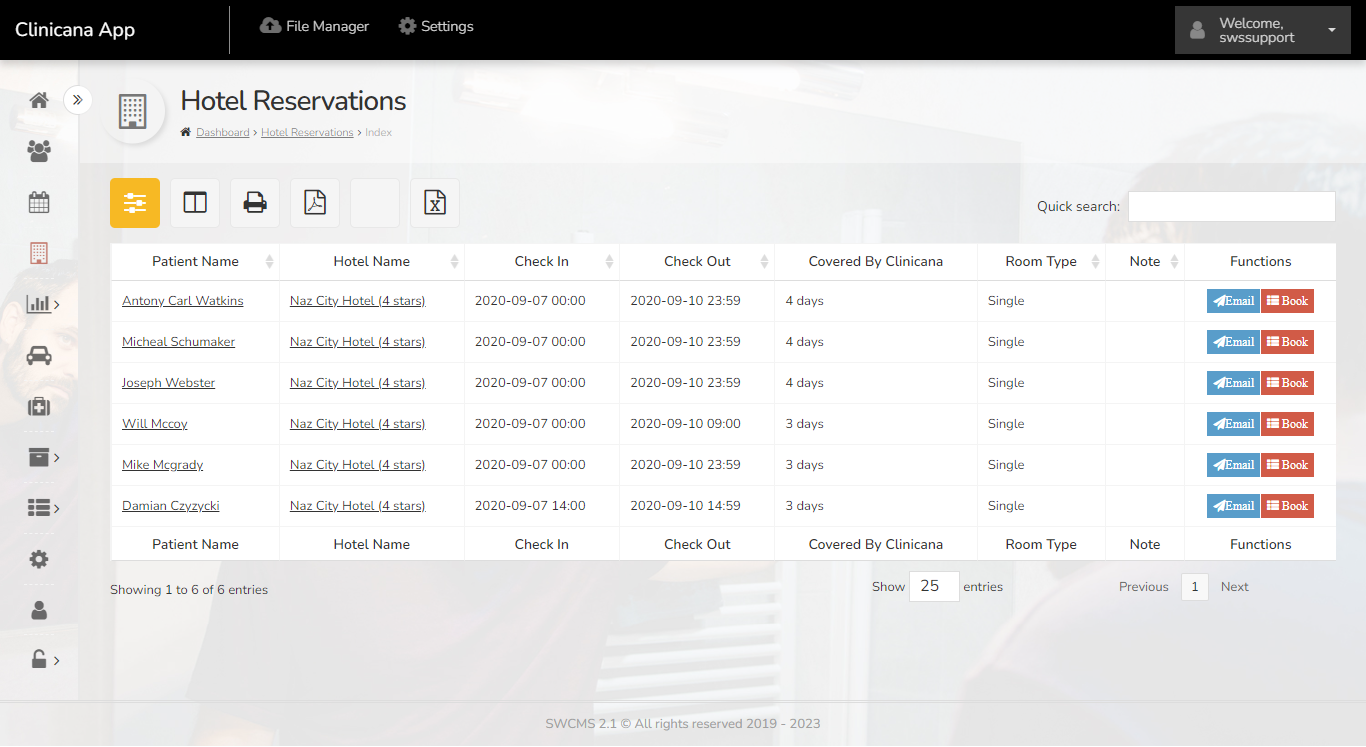 Clinicana App
File Manager
Settings
Welcome,
swssupport
Hotel Reservations
Dashboard > Hotel Reservations > Index
Quick search:
Patient Name Hotel Name Check In Check Out Covered By Clinicana Room Type Note Functions
Antony Carl Watkins Naz City Hotel (4 stars) 2020-09-07 00:00 2020-09-10 23:59 4 days Single Email Book
Micheal Schumaker Naz City Hotel (4 stars) 2020-09-07 00:00 2020-09-10 23:59 4 days Single Email Book
Joseph Webster Naz City Hotel (4 stars) 2020-09-07 00:00 2020-09-10 23:59 4 days Single Email Book
Will Mccoy Naz City Hotel (4 stars) 2020-09-07 00:00 2020-09-10 09:00 3 days Single Email Book
Mike Mcgrady Naz City Hotel (4 stars) 2020-09-07 00:00 2020-09-10 23:59 3 days Single Email Book
Damian Czyzycki Naz City Hotel (4 stars) 2020-09-07 14:00 2020-09-10 14:59 3 days Single Email Book
Patient Name Hotel Name Check In Check Out Covered By Clinicana Room Type Note Functions
Showing 1 to 6 of 6 entries
Show 25 entries
Previous 1 Next
SWCMS 2.1 © All rights reserved 2019 - 2023